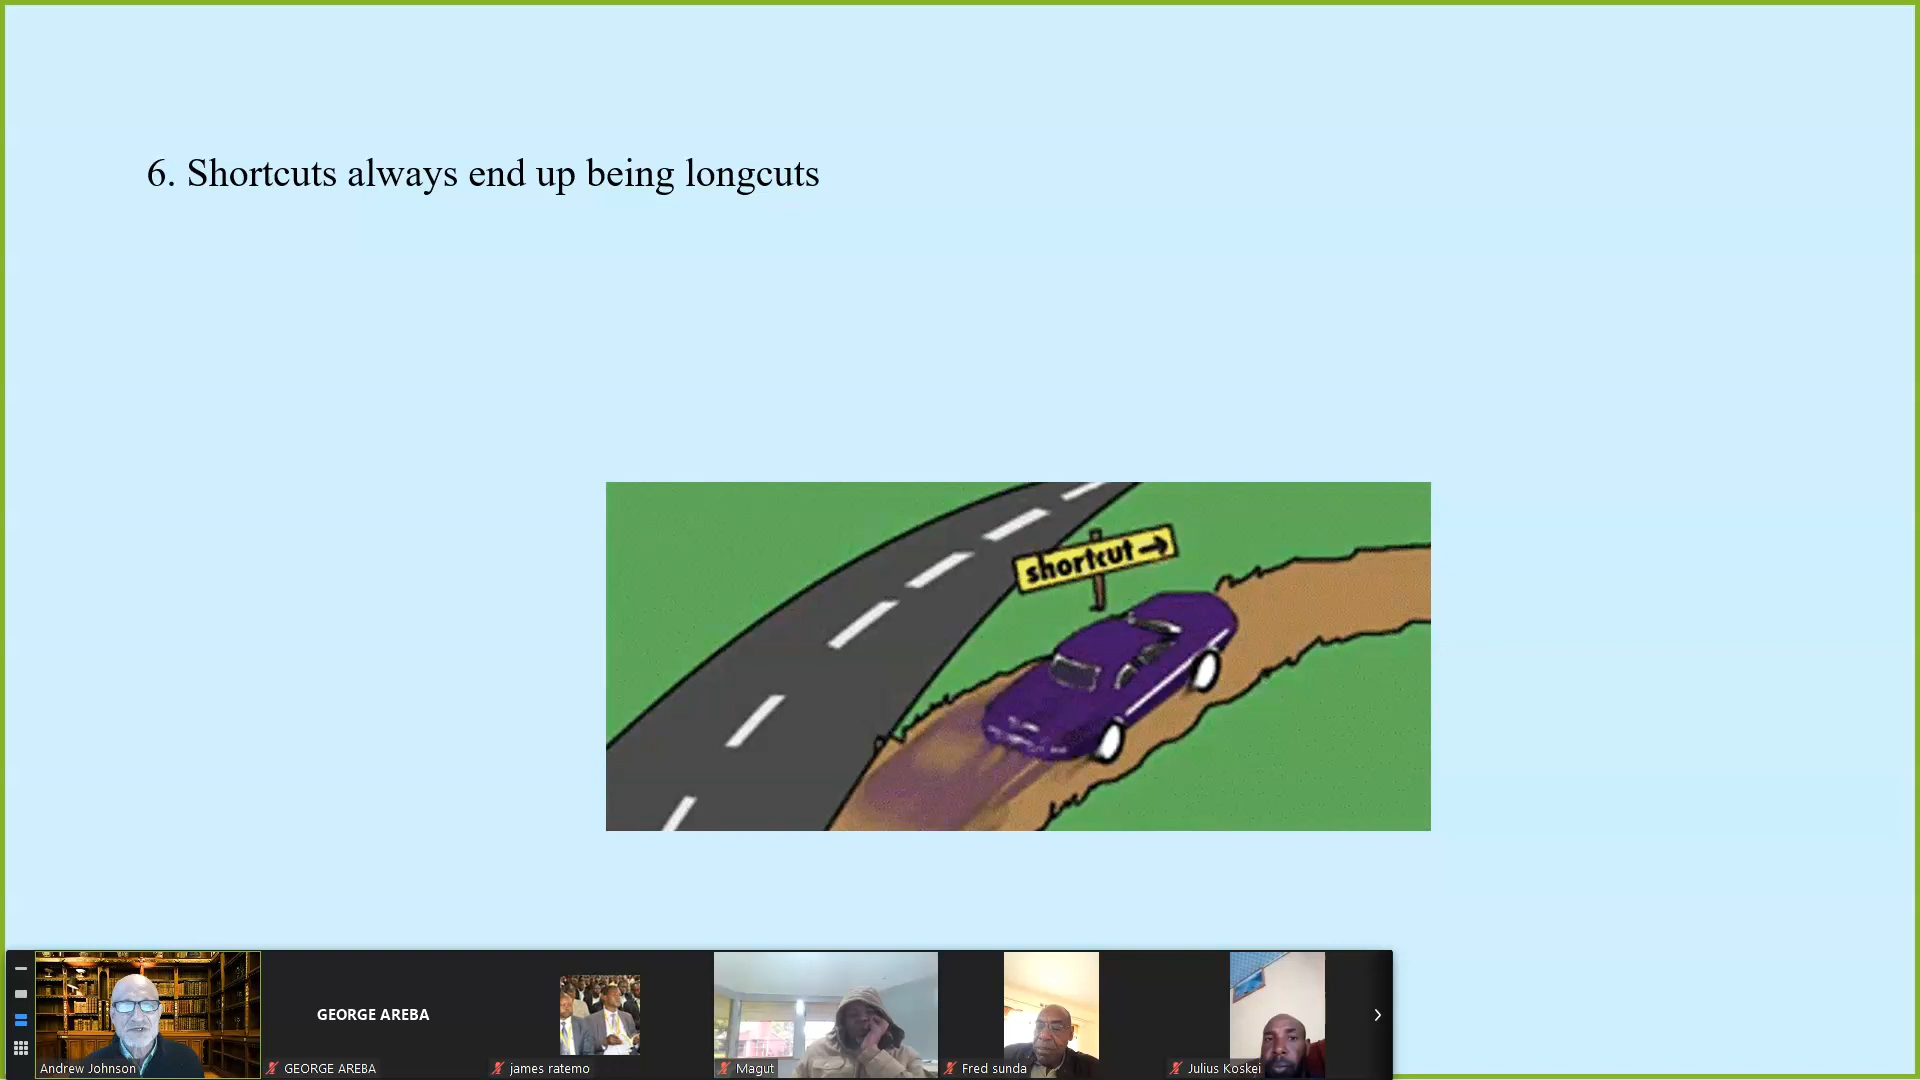 6. Shortcuts always end up being longcuts
shortcut →
GEORGE AREBA
Andrew Johnson
GEORGE AREBA
james ratemo
Magut
Fred sunda
Julius Koskei